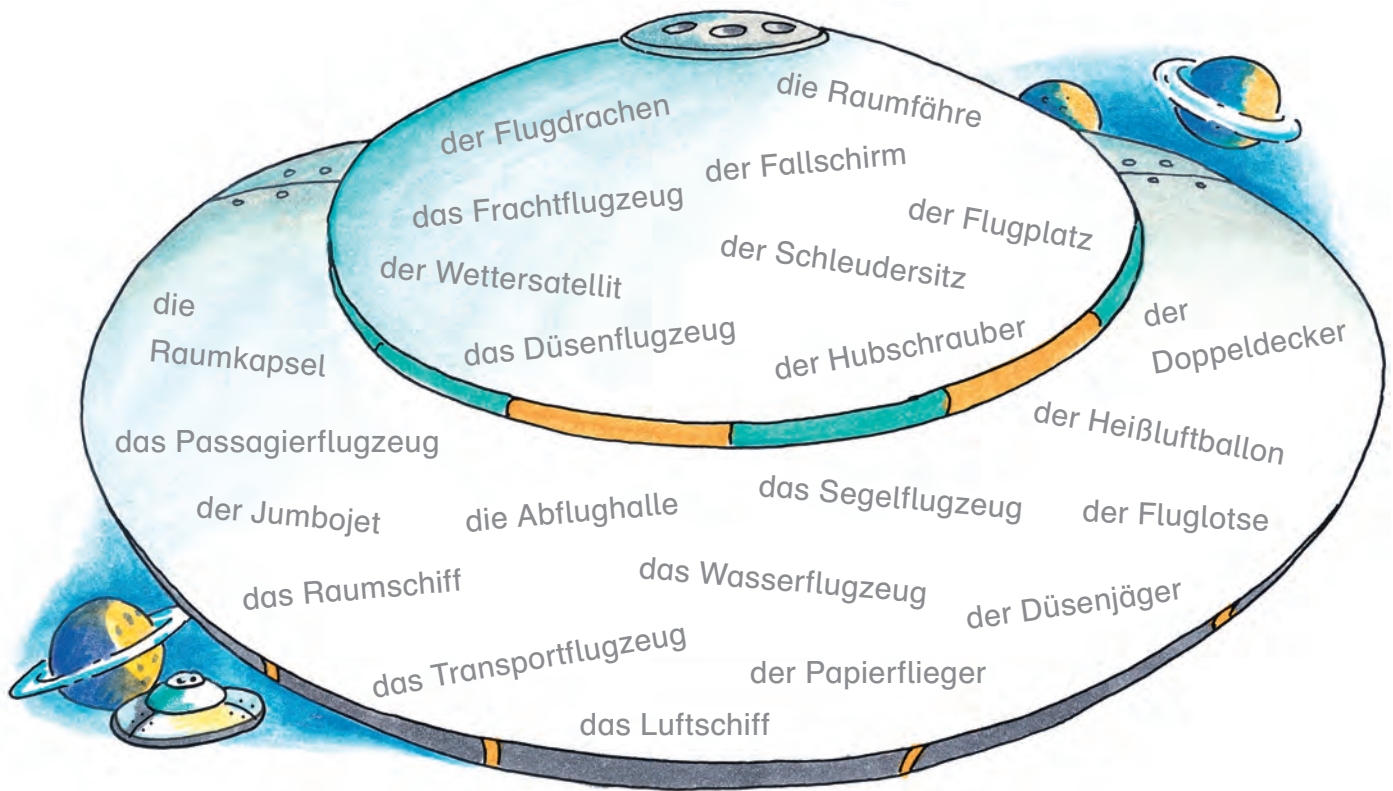 die Raumfähre
der Flugdrachen
der Fallschirm
das Frachtflugzeug
der Flugplatz
der Schleudersitz
der Wettersatellit
die
Raumkapsel
das Düsenflugzeug
der Hubschrauber
der
Doppeldecker
das Passagierflugzeug
der Heißluftballon
der Jumbojet
die Abflughalle
das Segelflugzeug
der Fluglotse
das Raumschiff
das Wasserflugzeug
der Düsenjäger
das Transportflugzeug
der Papierflieger
das Luftschiff